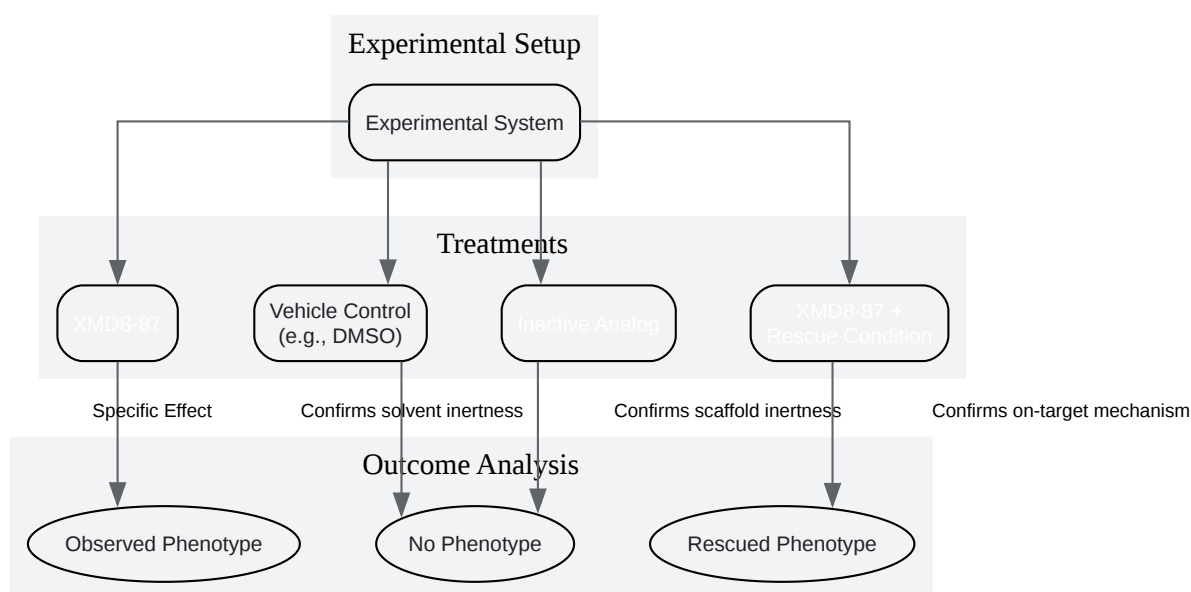 Experimental Setup
Experimental System
Treatments
XMD8-87
Vehicle Control
(e.g., DMSO)
Inactive Analog
XMD8-87 +
Rescue Condition
Specific Effect
Confirms solvent inertness
Confirms scaffold inertness
Confirms on-target mechanism
Outcome Analysis
Observed Phenotype
No Phenotype
Rescued Phenotype